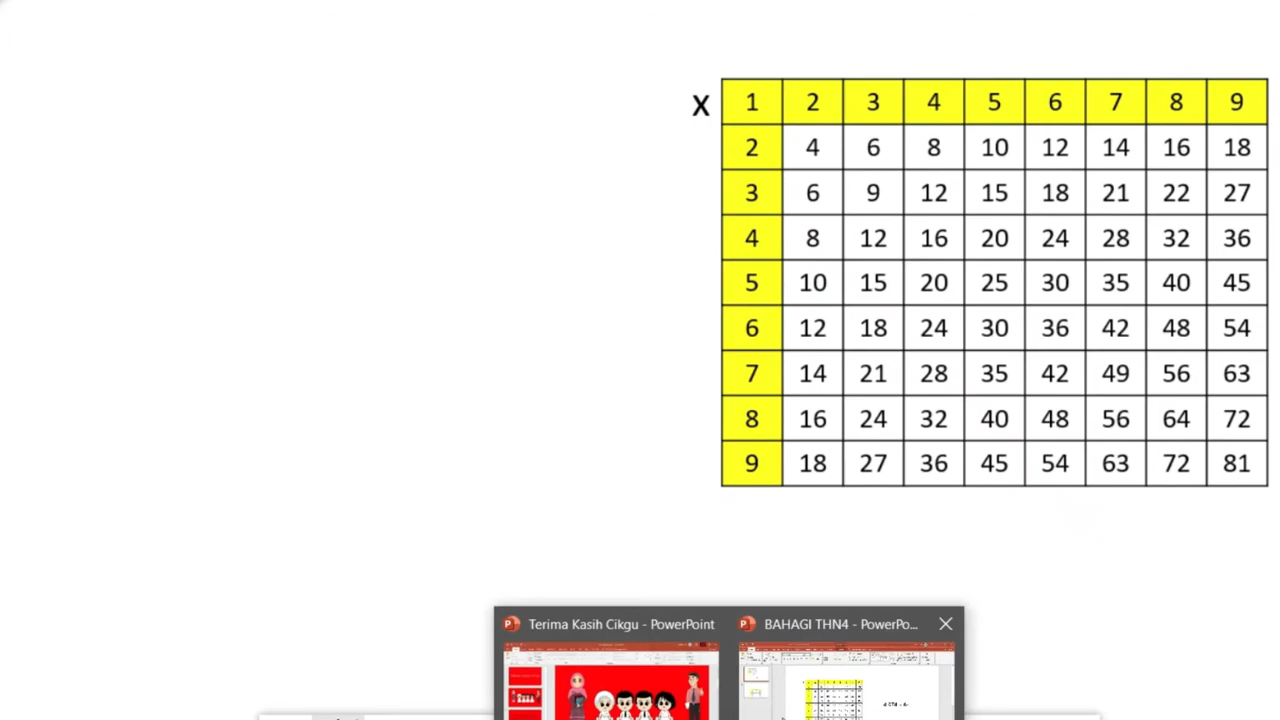 X 1 2 3 4 5 6 7 8 9
2 4 6 8 10 12 14 16 18
3 6 9 12 15 18 21 22 27
4 8 12 16 20 24 28 32 36
5 10 15 20 25 30 35 40 45
6 12 18 24 30 36 42 48 54
7 14 21 28 35 42 49 56 63
8 16 24 32 40 48 56 64 72
9 18 27 36 45 54 63 72 81
Terima Kasih Cikgu - PowerPoint
BAHAGI THN4 - PowerPo...